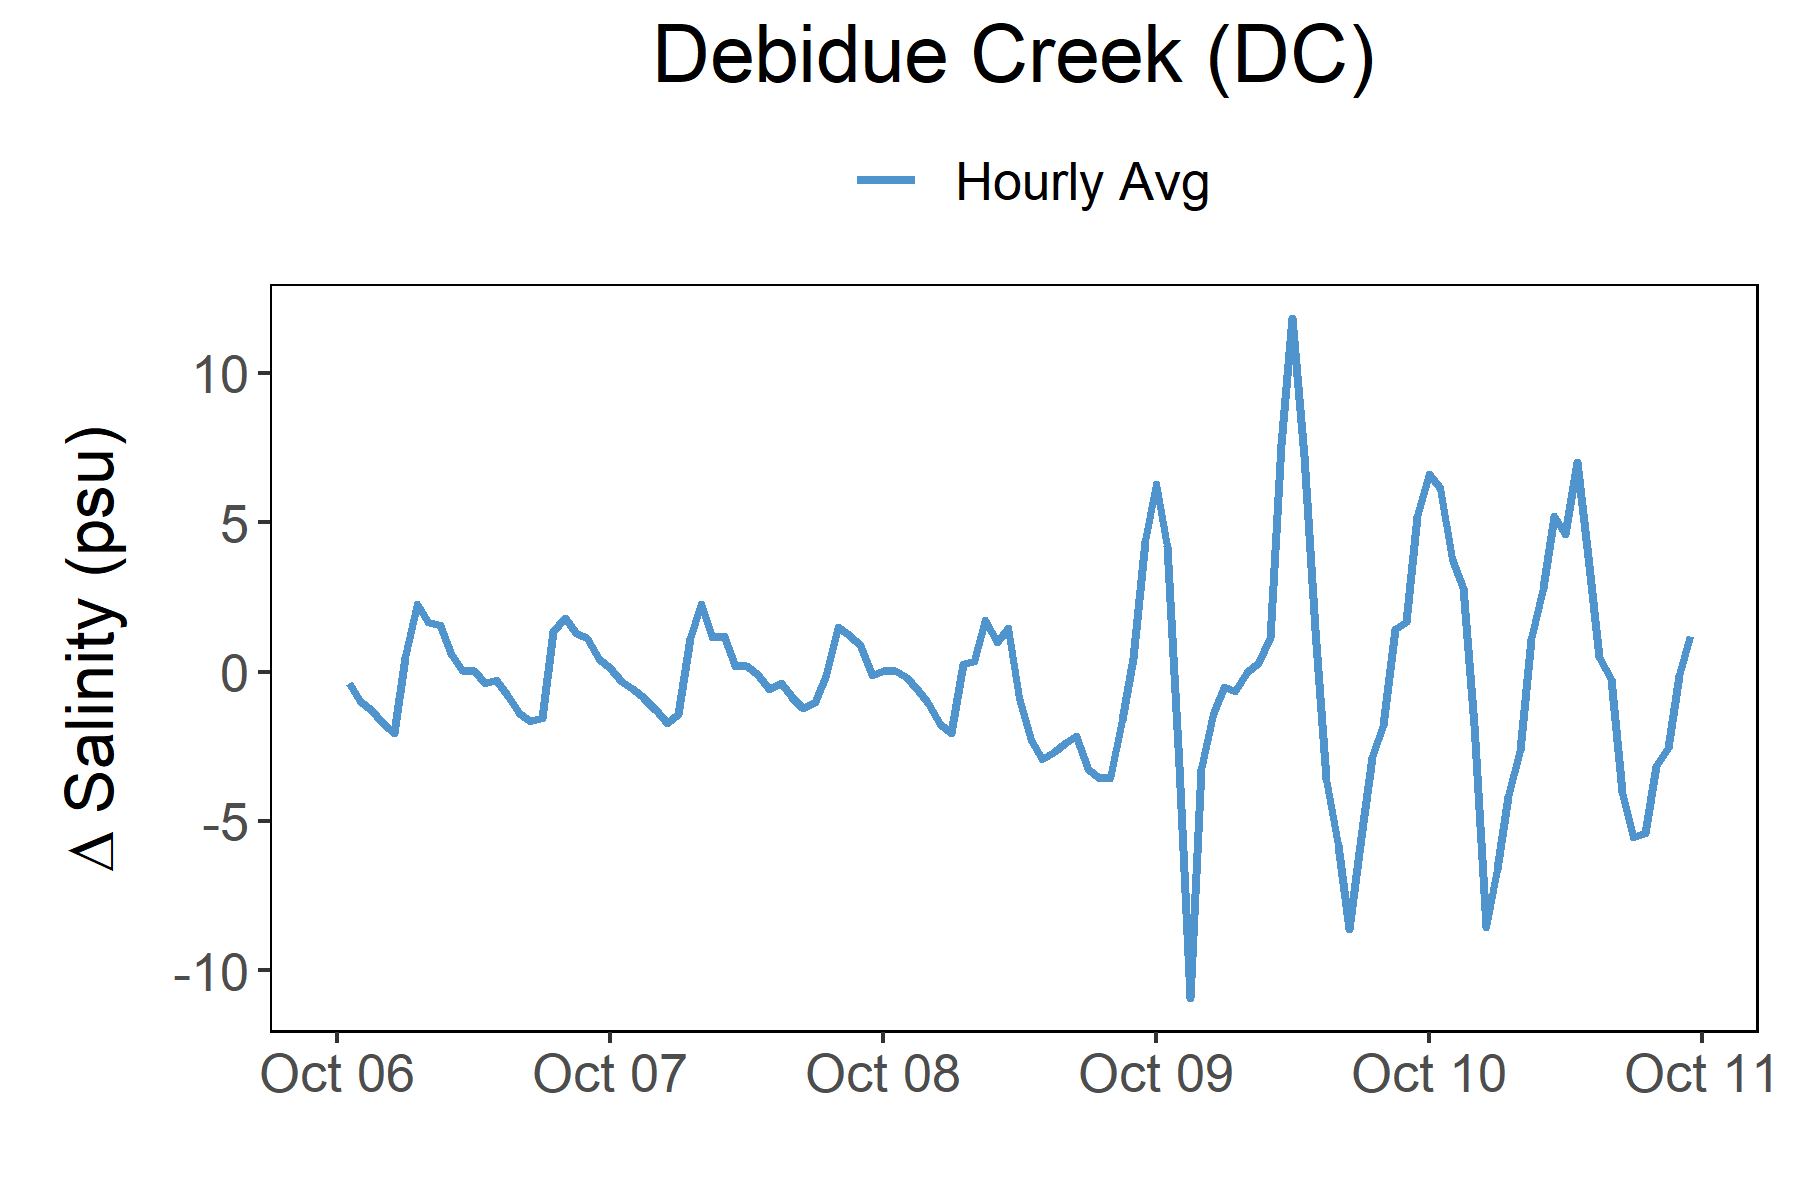 Debidue Creek (DC)
Hourly Avg
Δ Salinity (psu)
10
5
0
-5
-10
Oct 06
Oct 07
Oct 08
Oct 09
Oct 10
Oct 11